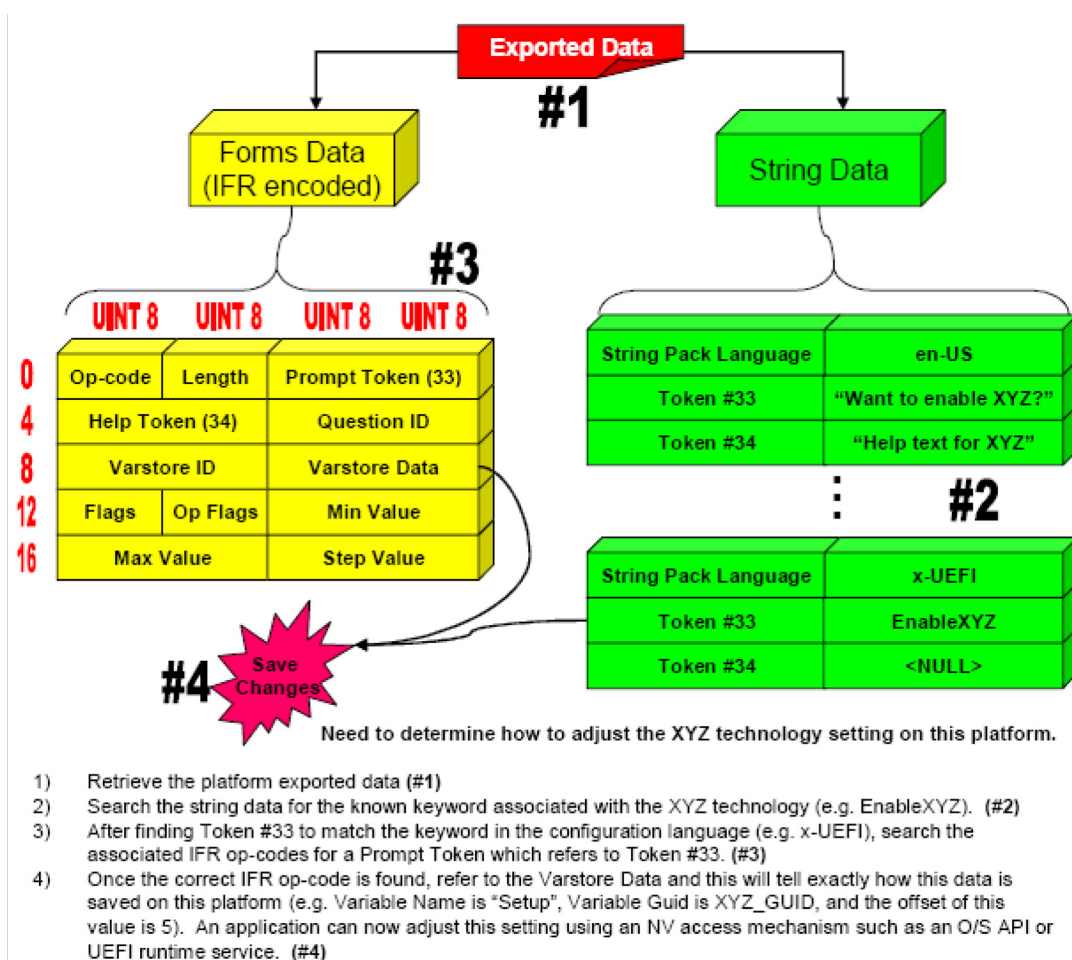 Exported Data
#1
Forms Data
(IFR encoded)
String Data
#3
UINT 8 UINT 8 UINT 8 UINT 8
0 Op-code Length Prompt Token (33)
4 Help Token (34) Question ID
8 Varstore ID Varstore Data
12 Flags Op Flags Min Value
16 Max Value Step Value
String Pack Language en-US
Token #33 “Want to enable XYZ?”
Token #34 “Help text for XYZ”
#2
String Pack Language x-UEFI
Token #33 EnableXYZ
Token #34 <NULL>
#4
Save
Changes
Need to determine how to adjust the XYZ technology setting on this platform.
1) Retrieve the platform exported data (#1)
2) Search the string data for the known keyword associated with the XYZ technology (e.g. EnableXYZ). (#2)
3) After finding Token #33 to match the keyword in the configuration language (e.g. x-UEFI), search the
associated IFR op-codes for a Prompt Token which refers to Token #33. (#3)
4) Once the correct IFR op-code is found, refer to the Varstore Data and this will tell exactly how this data is
saved on this platform (e.g. Variable Name is “Setup”, Variable Guid is XYZ_GUID, and the offset of this
value is 5). An application can now adjust this setting using an NV access mechanism such as an O/S API or
UEFI runtime service. (#4)